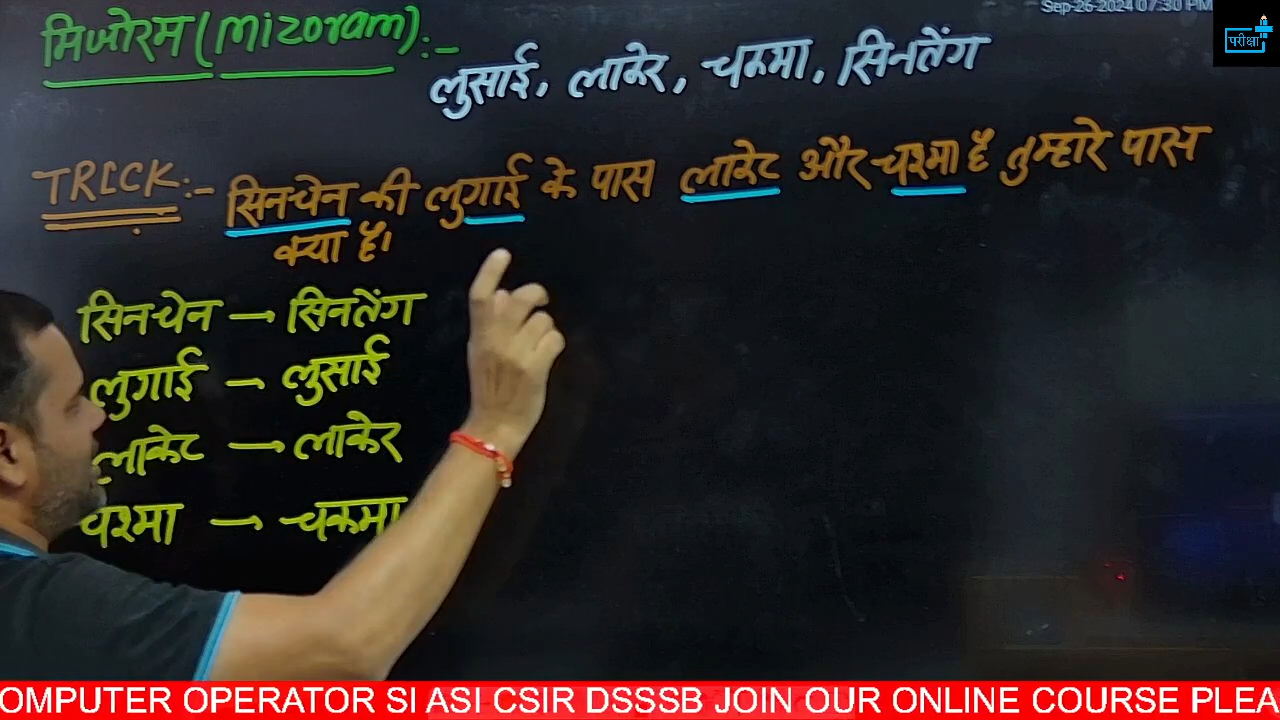 Sep-26-2024 07:30 PM
परीक्षा
मिजोरम (mizoram) :-
लुसाई, लाकेर, चकमा, सिनतेंग
TRICK :- सिनचेन की लुगाई के पास लाकेट और चश्मा है तुम्हारे पास
क्या है।
सिनचेन → सिनतेंग
लुगाई → लुसाई
लाकेट → लाकेर
चश्मा → चकमा
OMPUTER OPERATOR SI ASI CSIR DSSSB JOIN OUR ONLINE COURSE PLEA